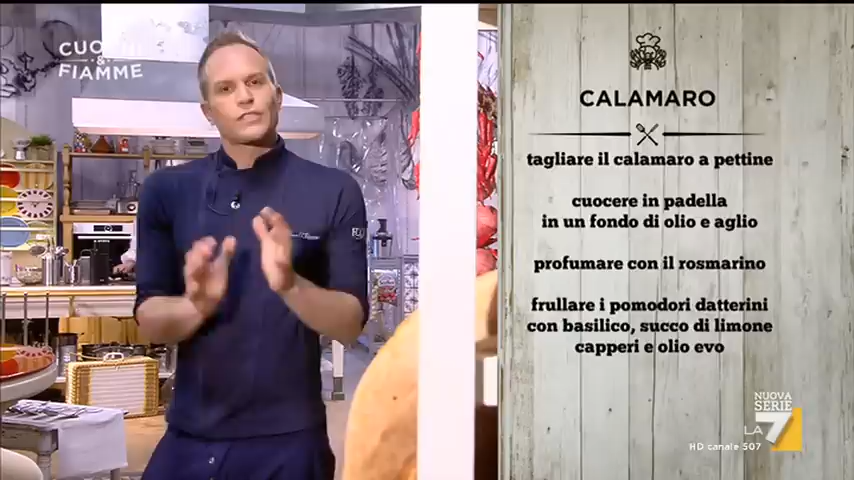 CUOCHI
&
FIAMME
CALAMARO
tagliare il calamaro a pettine
cuocere in padella
in un fondo di olio e aglio
profumare con il rosmarino
frullare i pomodori datterini
con basilico, succo di limone
capperi e olio evo
NUOVA
SERIE
LA7
HD canale 507